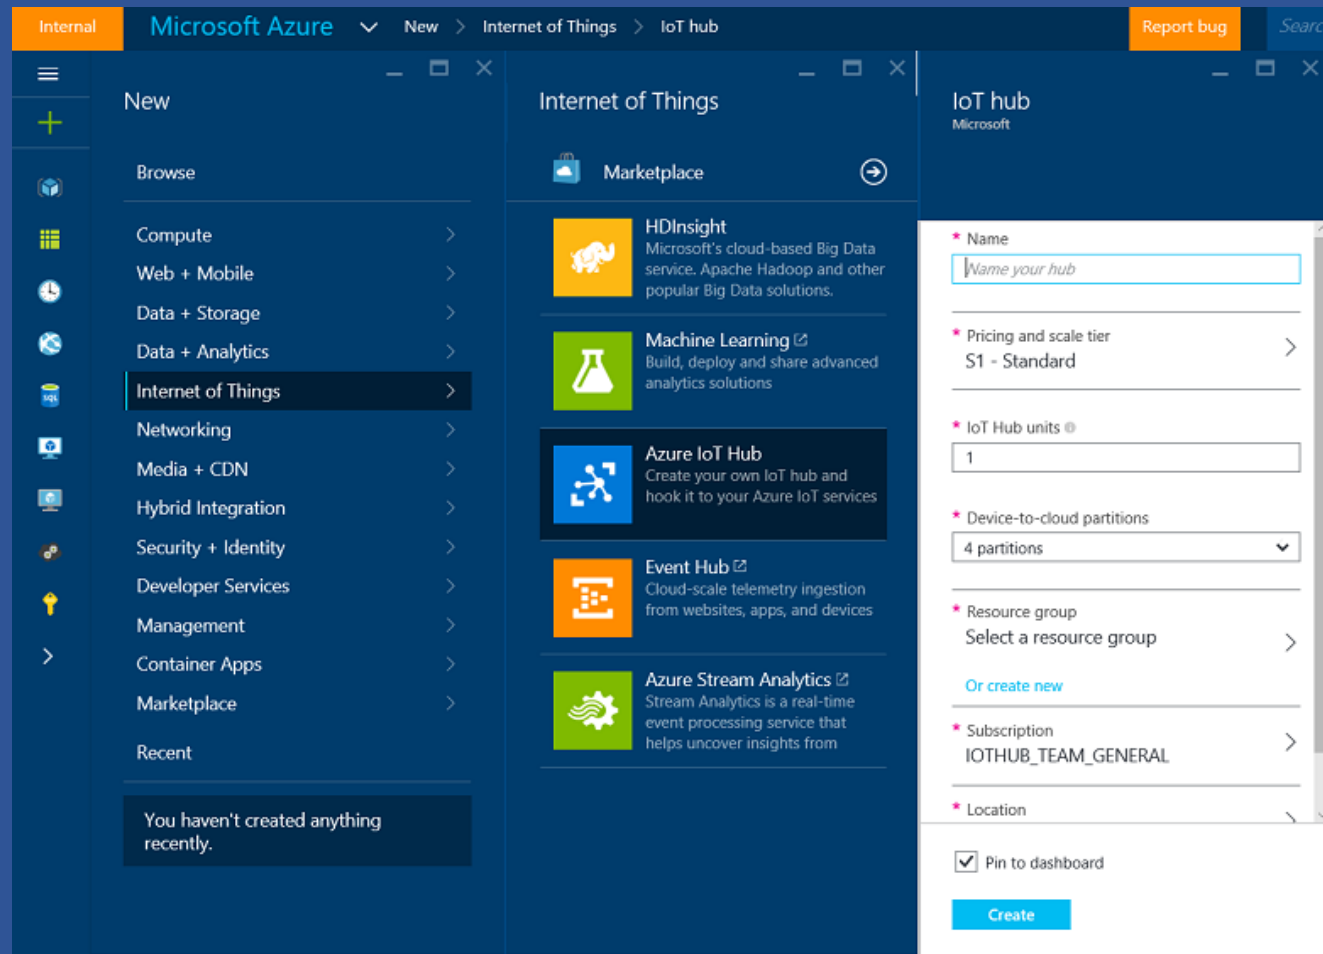 Internal
Microsoft Azure
New
Internet of Things
IoT hub
Report bug
New
Browse
Compute
Web + Mobile
Data + Storage
Data + Analytics
Internet of Things
Networking
Media + CDN
Hybrid Integration
Security + Identity
Developer Services
Management
Container Apps
Marketplace
Recent
You haven't created anything
recently.
SQL
Internet of Things
Marketplace
HDInsight
Microsoft's cloud-based Big Data
service. Apache Hadoop and other
popular Big Data solutions.
Machine Learning
Build, deploy and share advanced
analytics solutions
Azure IoT Hub
Create your own IoT hub and
hook it to your Azure IoT services
Event Hub
Cloud-scale telemetry ingestion
from websites, apps, and devices
Azure Stream Analytics
Stream Analytics is a real-time
event processing service that
helps uncover insights from
IoT hub
Microsoft
* Name
Name your hub
* Pricing and scale tier
S1 - Standard
* IoT Hub units
1
* Device-to-cloud partitions
4 partitions
* Resource group
Select a resource group
Or create new
* Subscription
IOTHUB_TEAM_GENERAL
* Location
Pin to dashboard
Create